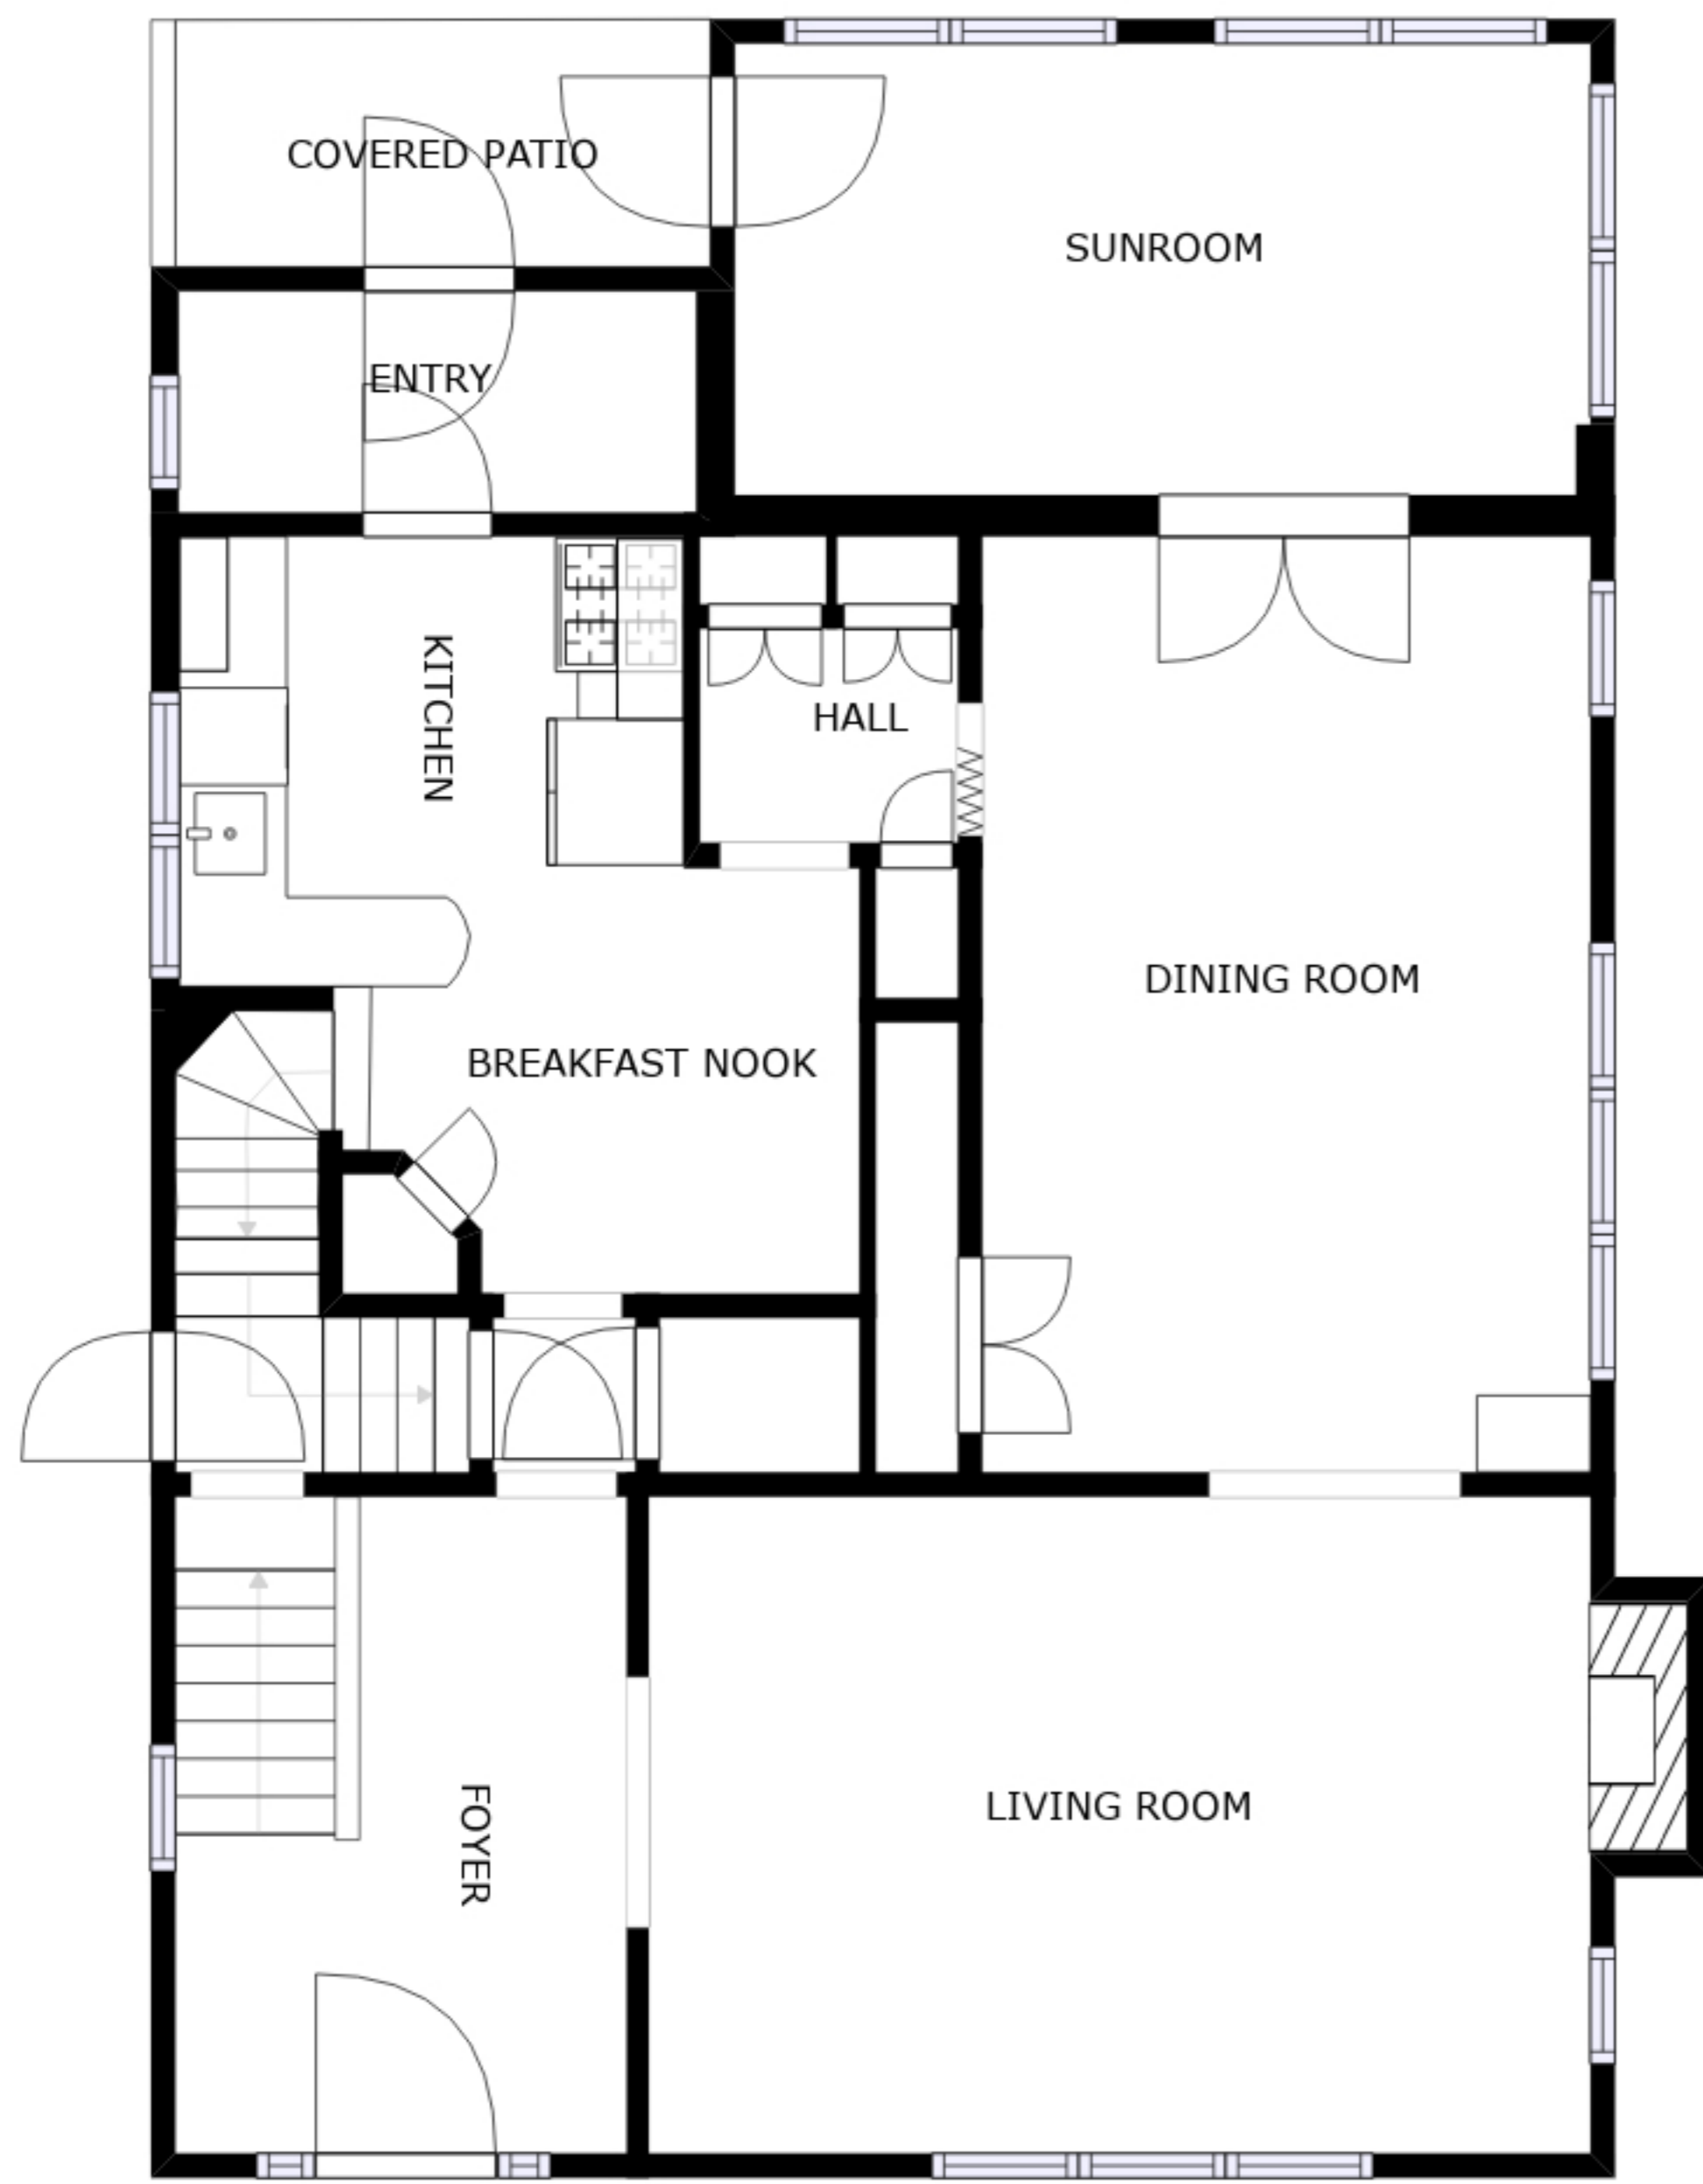 COVERED PATIO
SUNROOM
ENTRY
KITCHEN
HALL
DINING ROOM
BREAKFAST NOOK
FOYER
LIVING ROOM